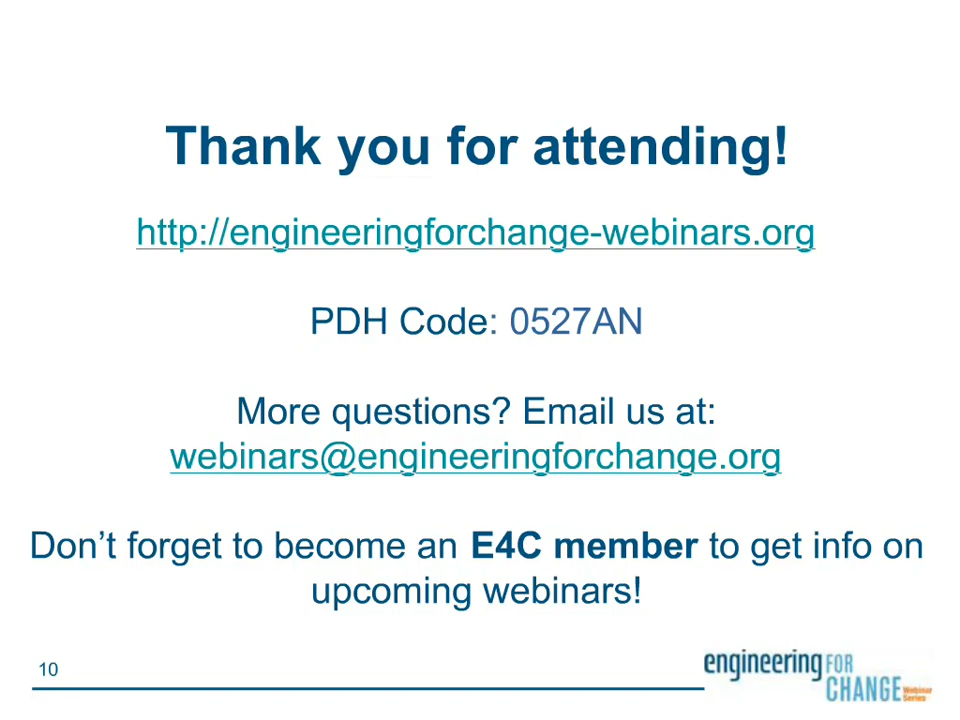 Thank you for attending!
http://engineeringforchange-webinars.org
PDH Code: 0527AN
More questions? Email us at:
webinars@engineeringforchange.org
Don’t forget to become an E4C member to get info on
upcoming webinars!
10
engineering FOR
CHANGE Webinar
Series